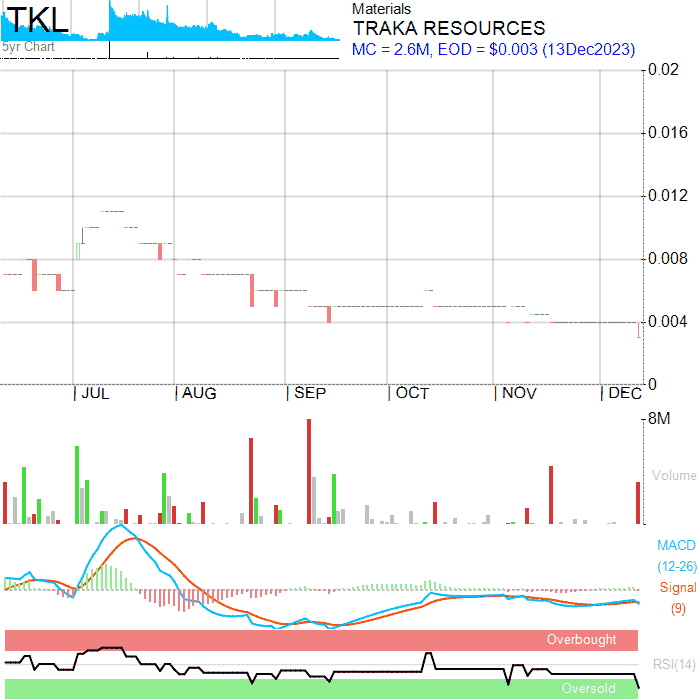 TKL
5yr Chart
Materials
TRAKA RESOURCES
MC = 2.6M, EOD = $0.003 (13Dec2023)
0.02
0.016
0.012
0.008
0.004
0
JUL AUG SEP OCT NOV DEC
8M
Volume
MACD
(12-26)
Signal
(9)
Overbought
RSI(14)
Oversold